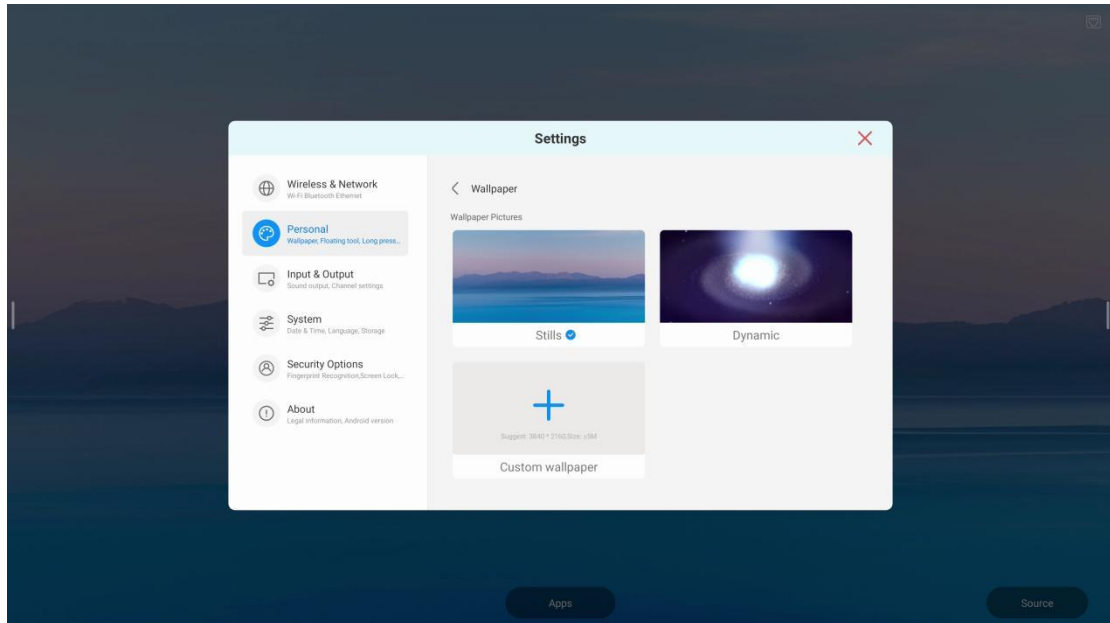 Settings
Wireless & Network
Wi-Fi Bluetooth Ethernet
Personal
Wallpaper, Floating tool, Long press...
Input & Output
Sound output, Channel settings
System
Date & Time, Language, Storage
Security Options
Fingerprint Recognition,Screen Lock,...
About
Legal information, Android version
Wallpaper
Wallpaper Pictures
Stills
Dynamic
Suggest: 3840 * 2160,Size: <5M
Custom wallpaper
Apps
Source